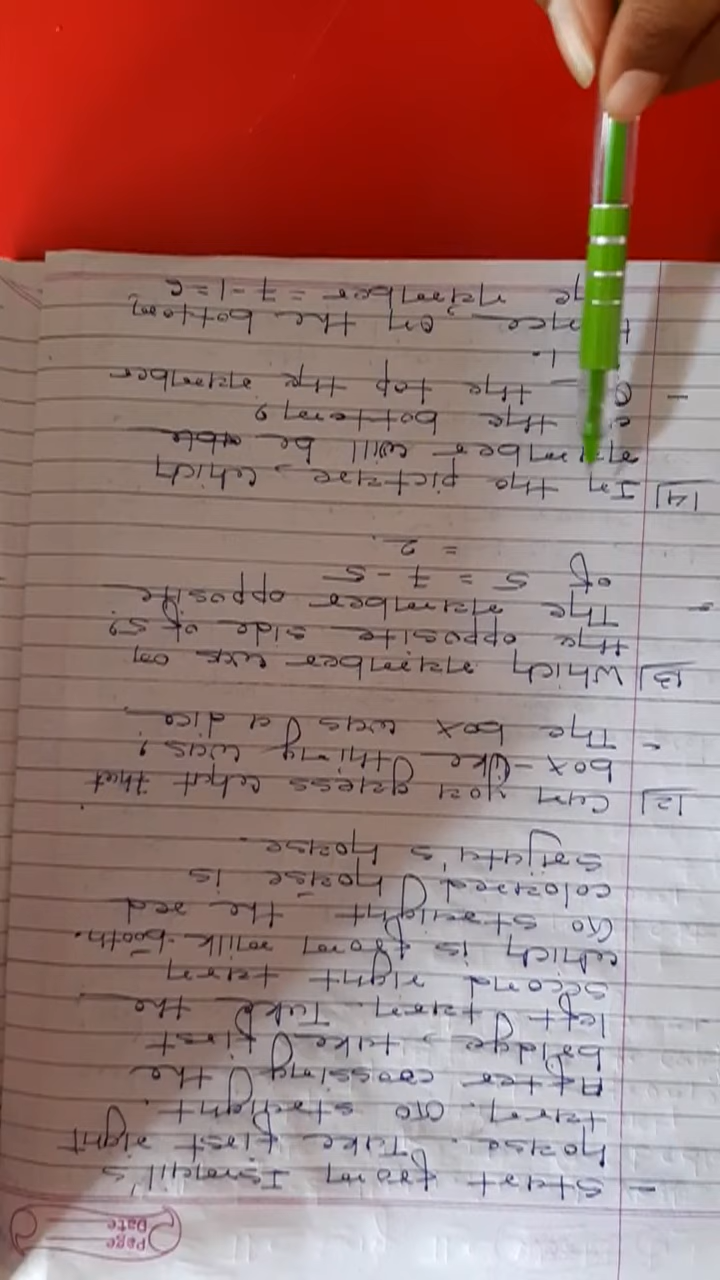 Page
Date
- Start from Ismail's
house. Take first right
turn. Go straight.
After crossing the
bridge, take first
left turn. Take the
second right turn
which is from milk-booth.
Go straight the red
coloured house is
Srijata's house.
12] Can you guess what that
box-like thing was?
- The box was a dice.
13] Which number was on
the opposite side of 5?
- The number opposite
of 5 = 7-5
= 2.
14] In the picture, which
number will be able
the bottom?
- the top the number
1.
on the bottom
number = 7-1=6